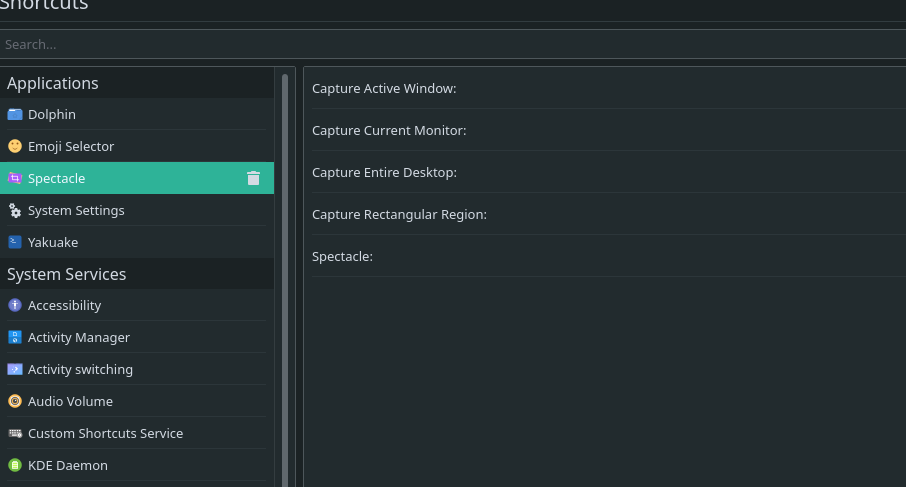 Shortcuts
Search...
Applications
Dolphin
Emoji Selector
Spectacle
System Settings
Yakuake
System Services
Accessibility
Activity Manager
Activity switching
Audio Volume
Custom Shortcuts Service
KDE Daemon
Capture Active Window:
Capture Current Monitor:
Capture Entire Desktop:
Capture Rectangular Region:
Spectacle: